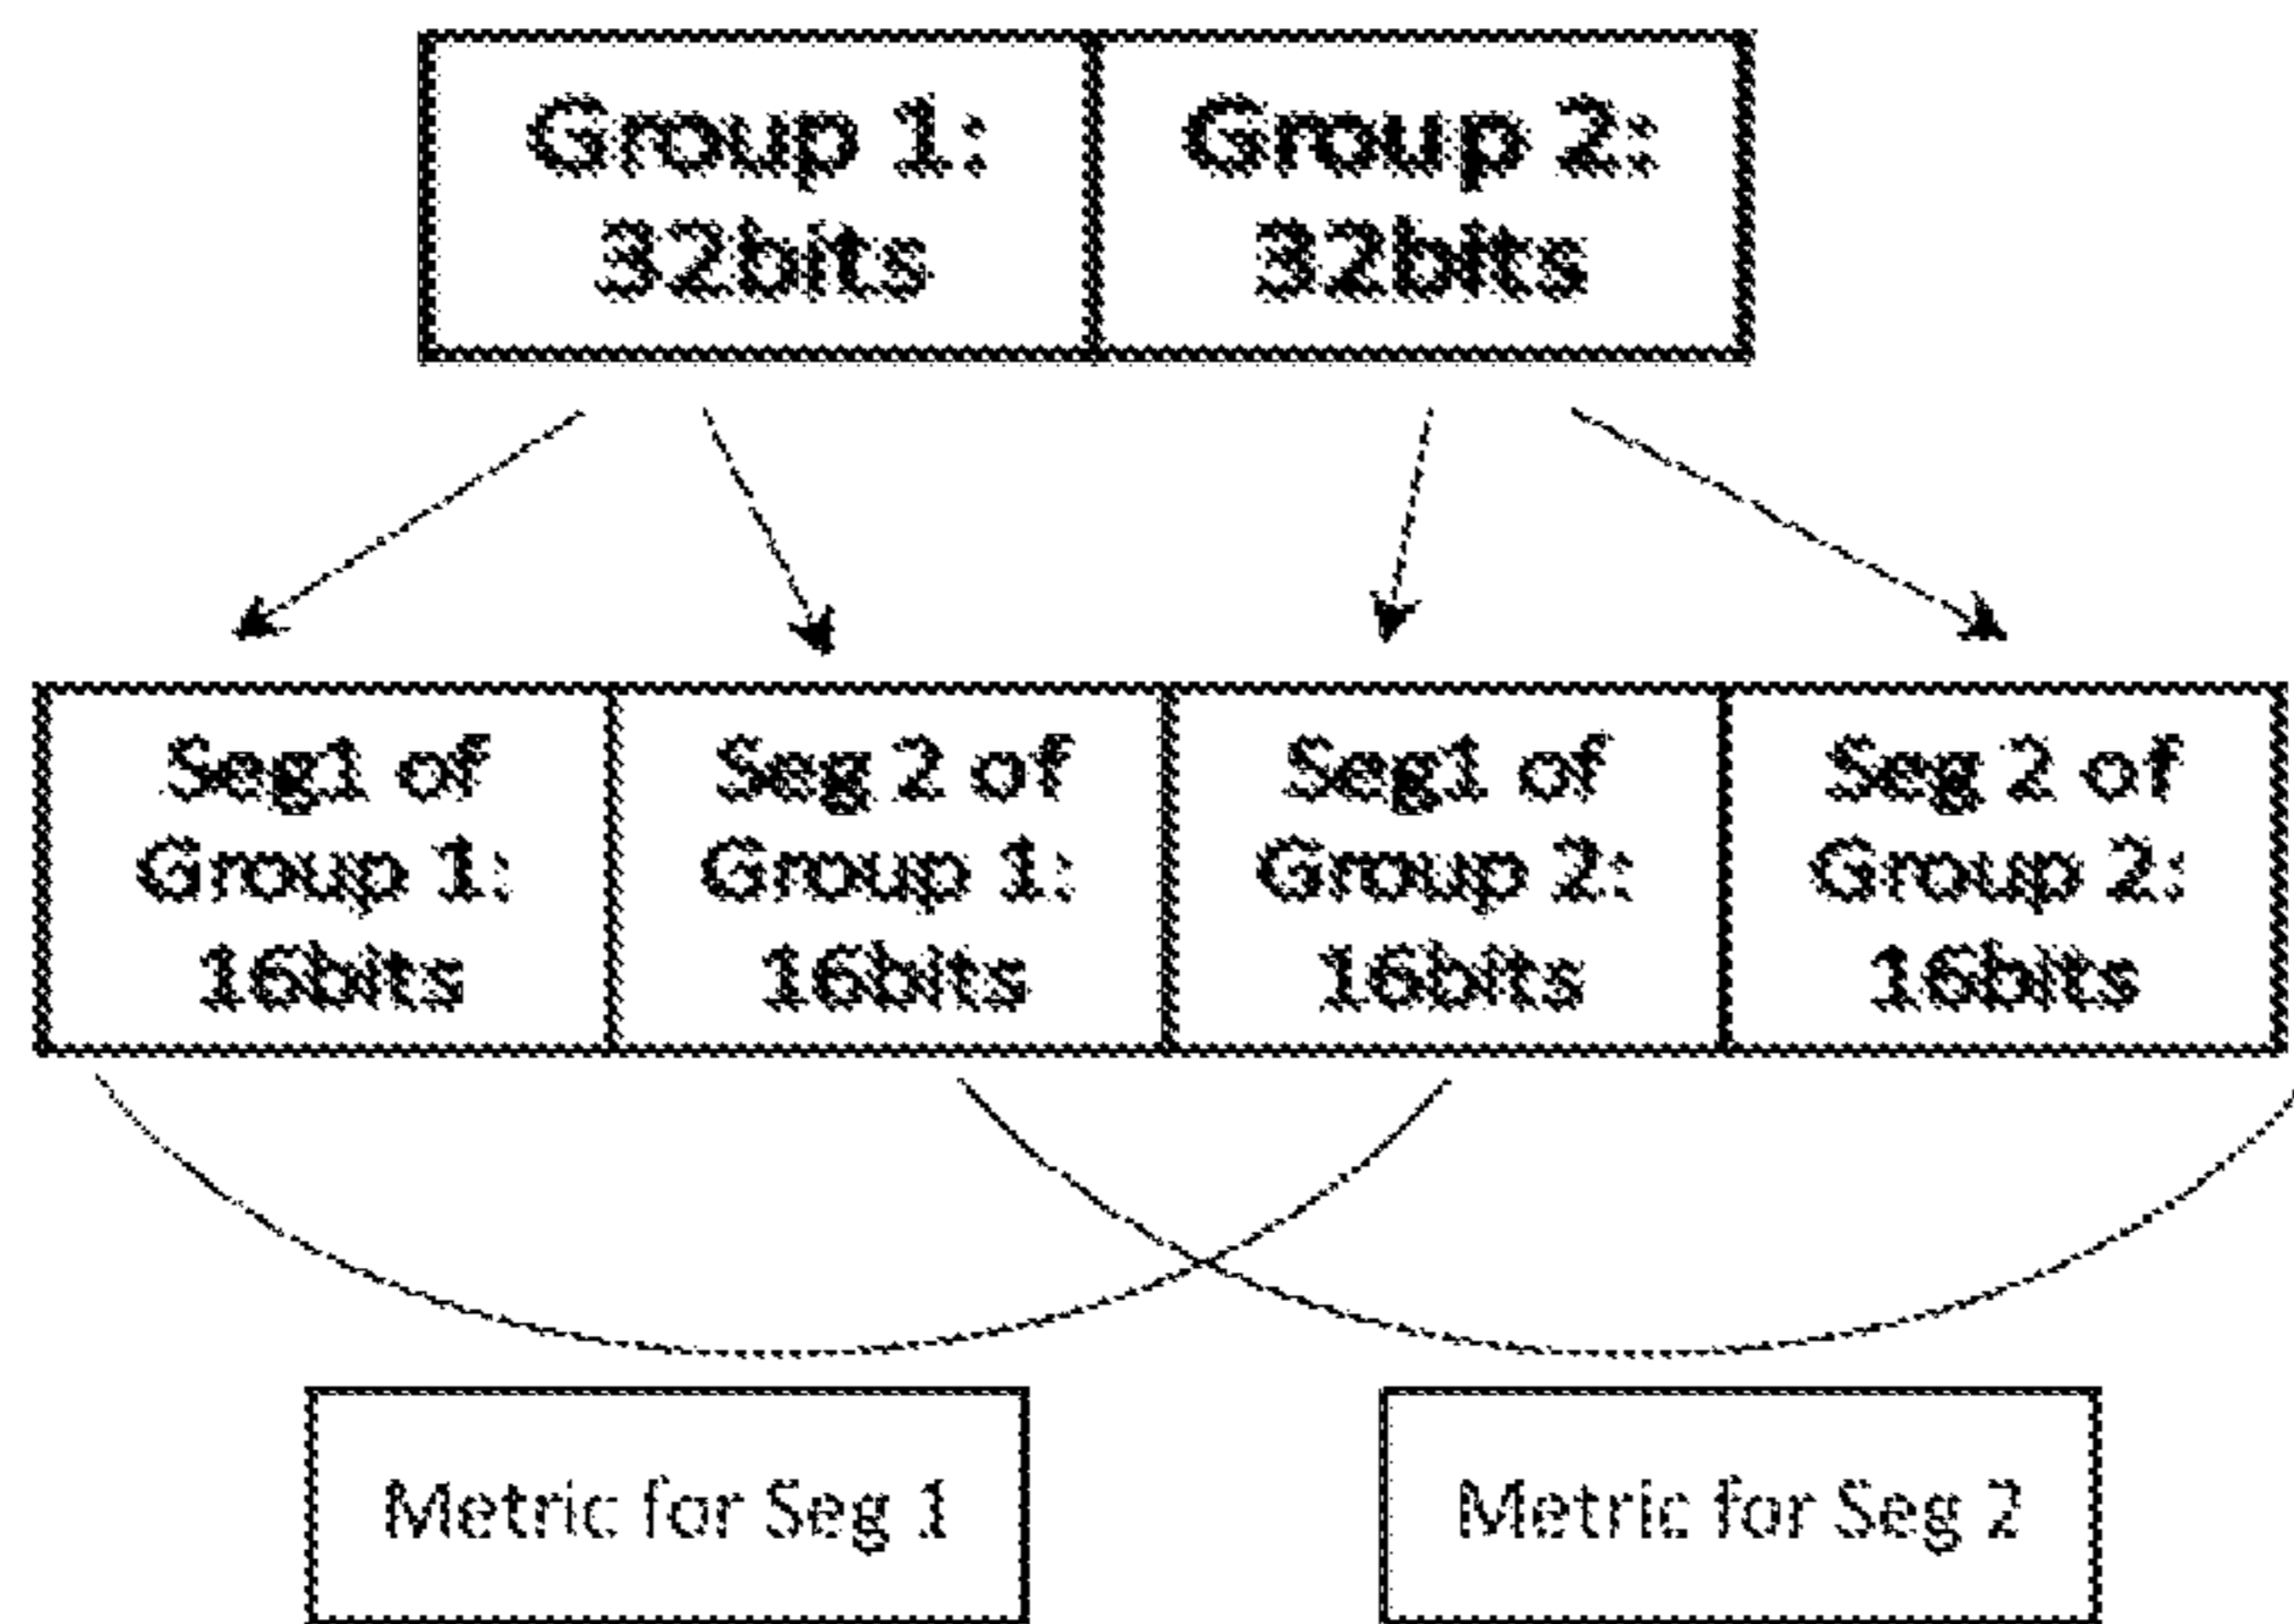 Group 1:
32bits
Group 2:
32bits
Seg1 of
Group 1:
16bits
Seg 2 of
Group 1:
16bits
Seg1 of
Group 2:
16bits
Seg 2 of
Group 2:
16bits
Metric for Seg 1
Metric for Seg 2